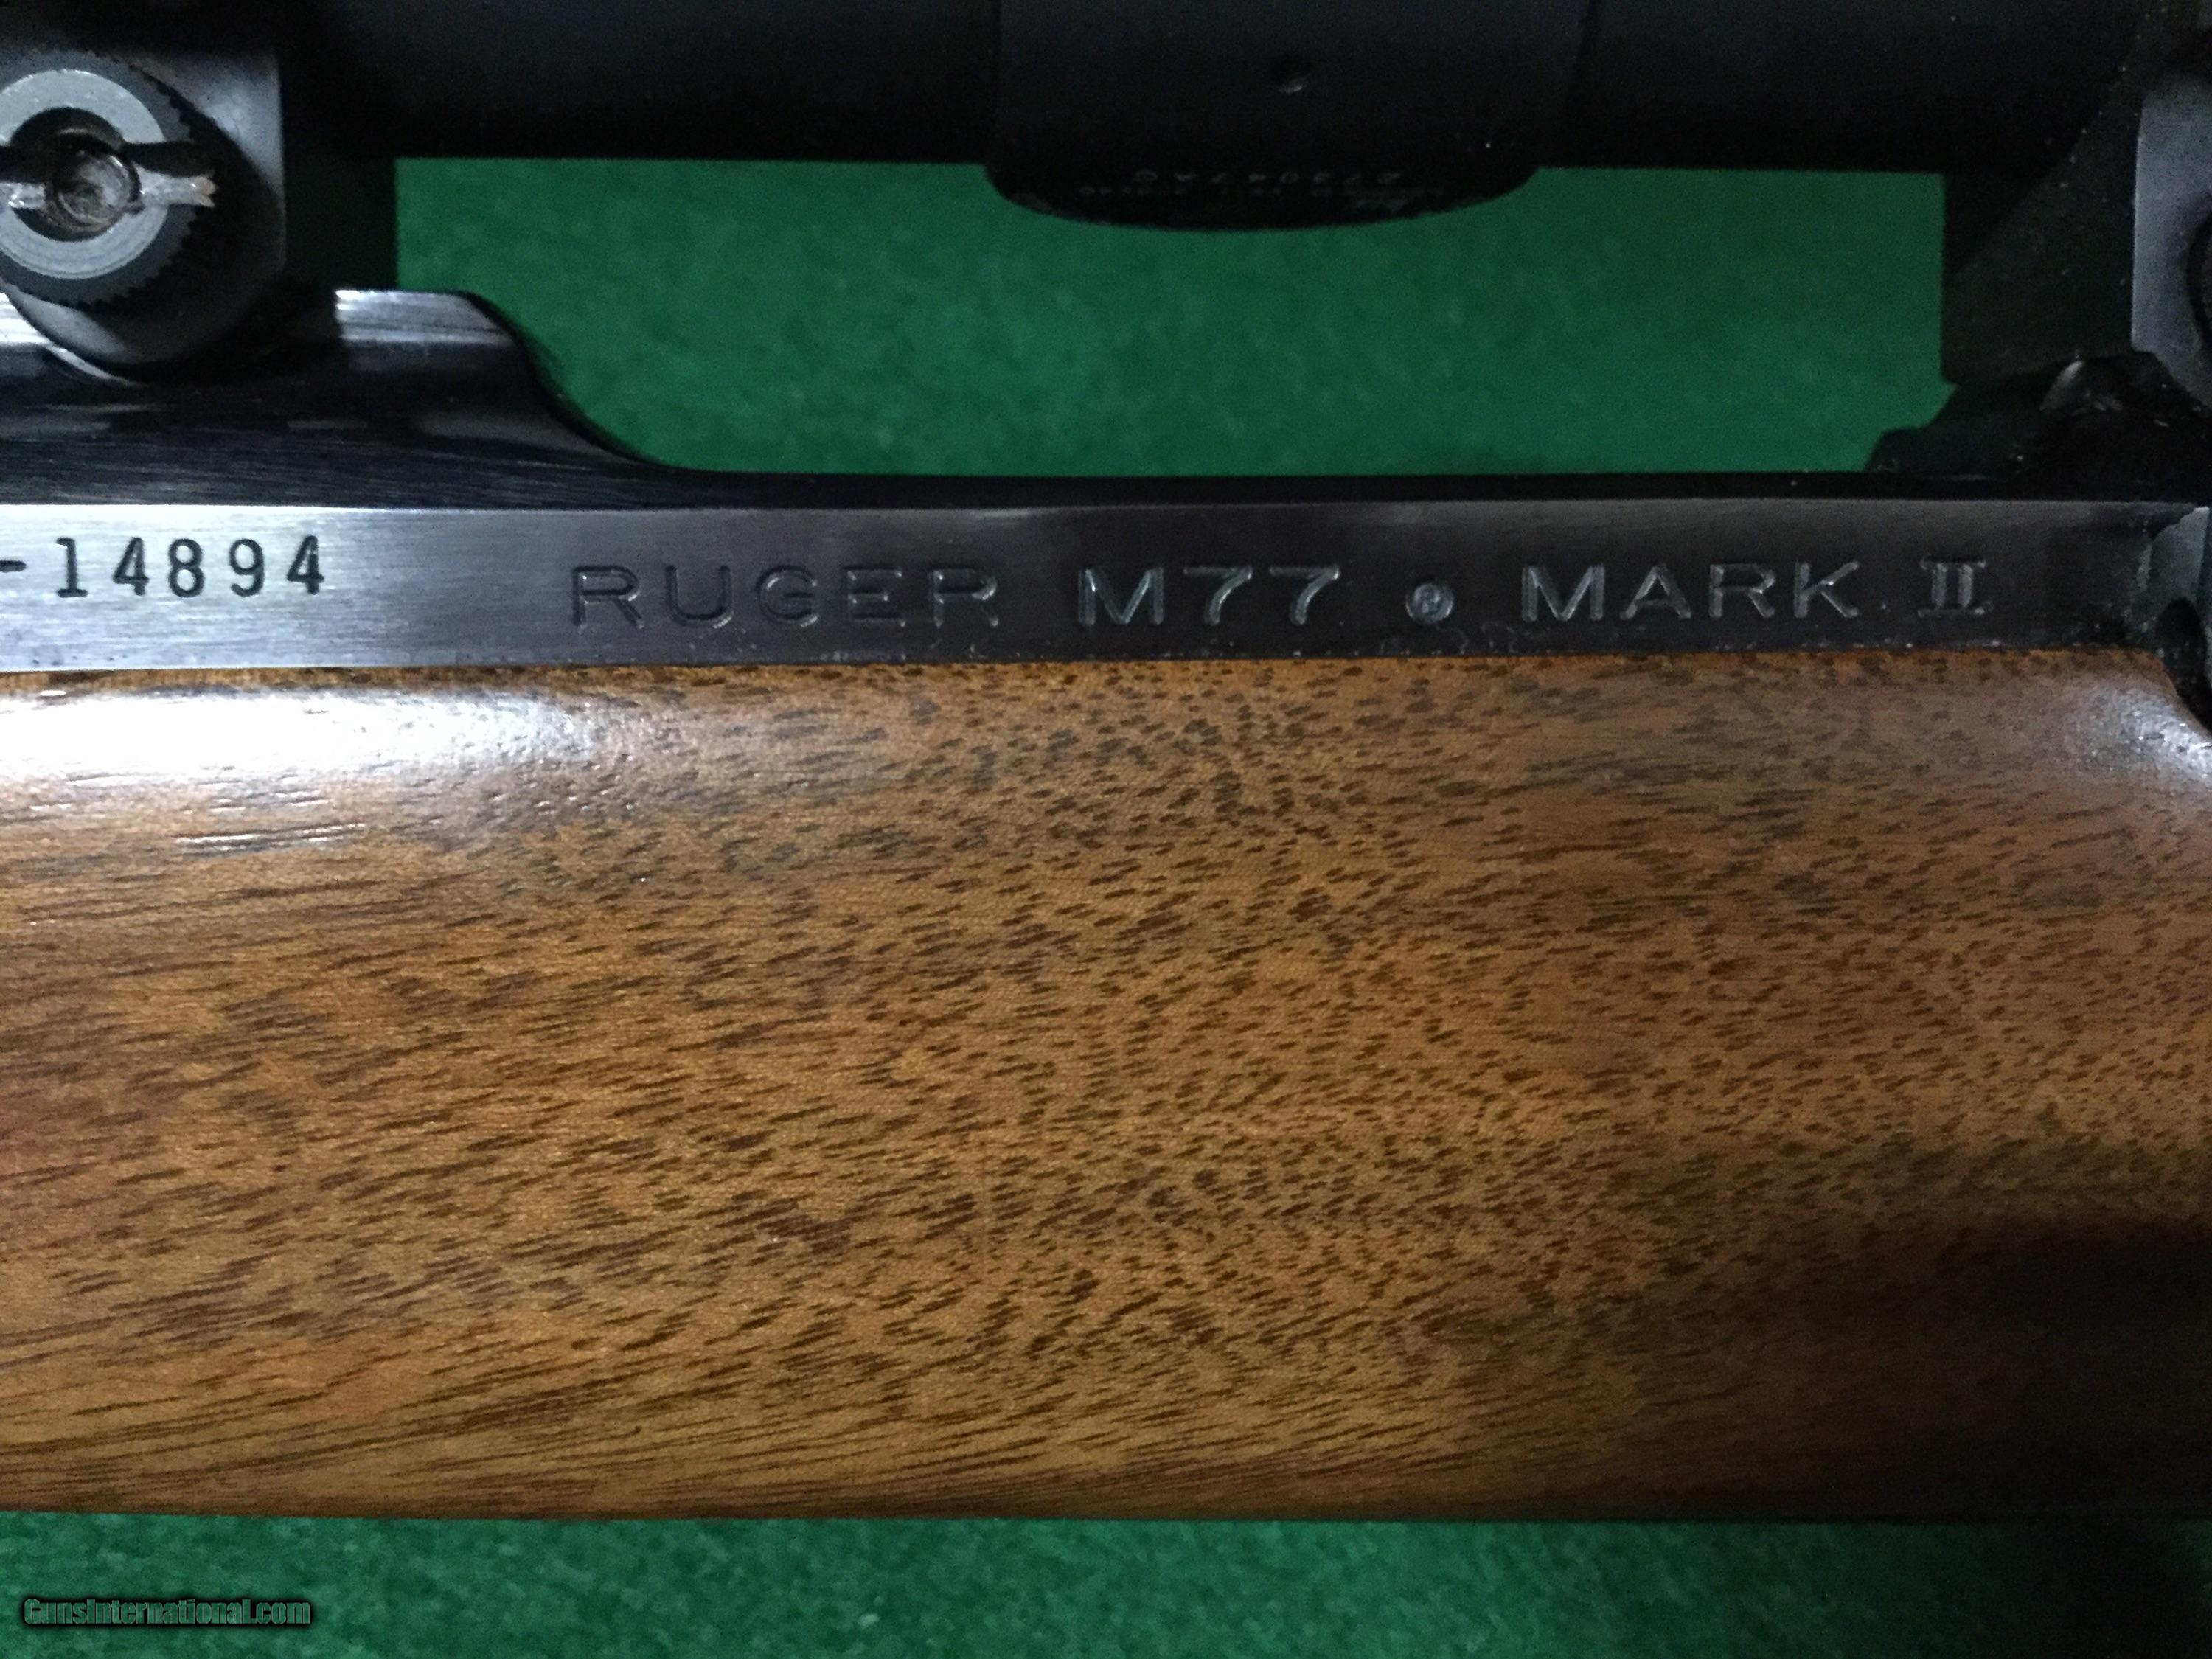 -14894 RUGER M77 ® MARK II
GunsInternational.com